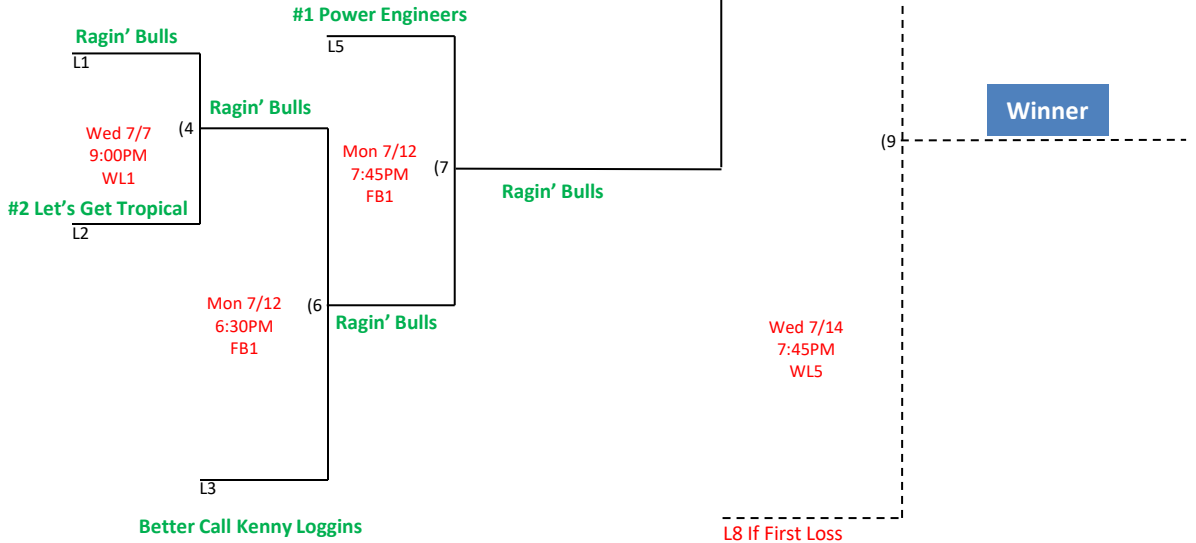 #1 Power Engineers
L5
Ragin’ Bulls
L1
Ragin’ Bulls
(4
Wed 7/7
9:00PM
WL1
#2 Let’s Get Tropical
L2
Mon 7/12
7:45PM
FB1
(7
Ragin’ Bulls
Mon 7/12
6:30PM
FB1
(6
Ragin’ Bulls
L3
Better Call Kenny Loggins
Winner
(9
Wed 7/14
7:45PM
WL5
L8 If First Loss